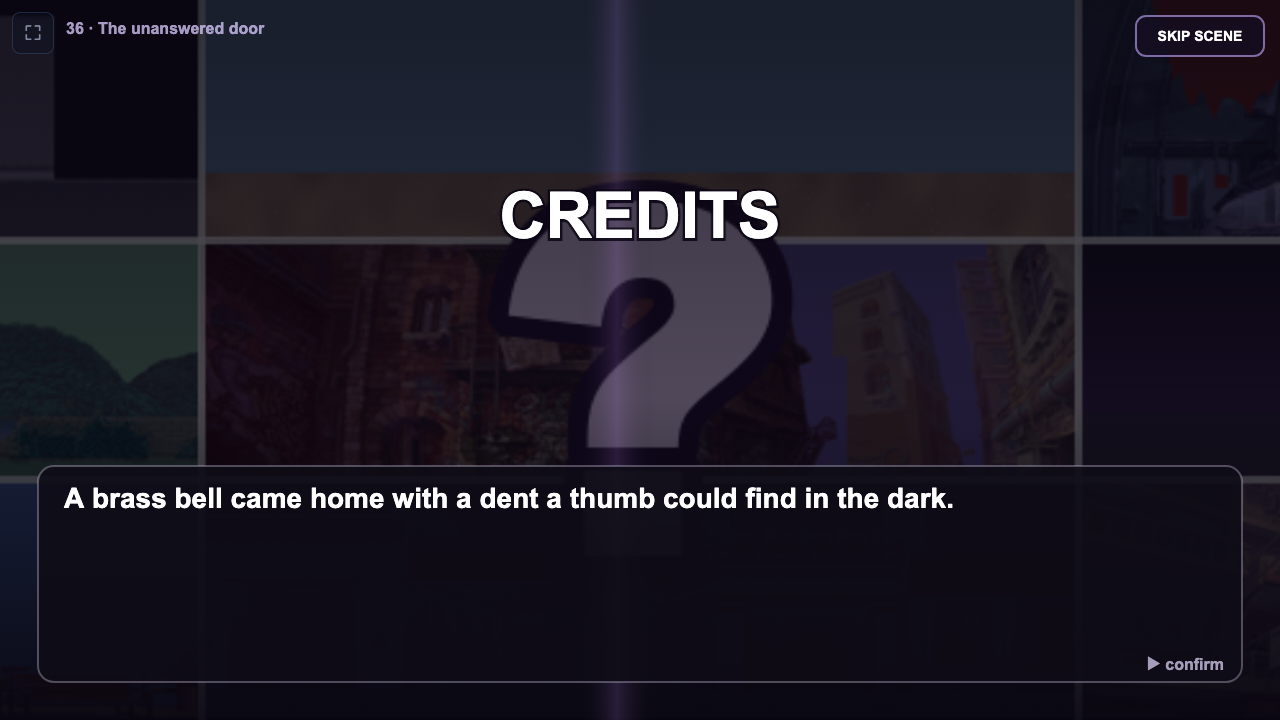 36 · The unanswered door
SKIP SCENE
CREDITS
A brass bell came home with a dent a thumb could find in the dark.
▶ confirm